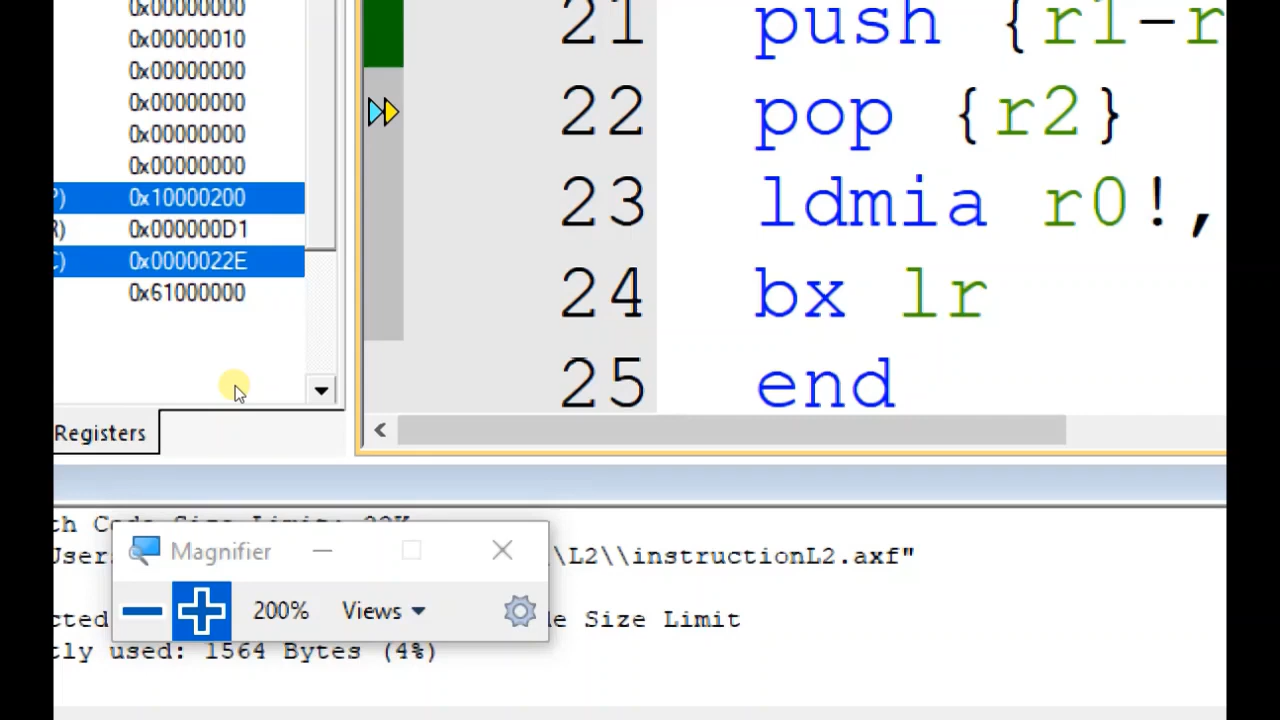 0x00000000
0x00000010
0x00000000
0x00000000
0x00000000
0x00000000
0x10000200
0x000000D1
0x0000022E
0x61000000
Registers
21 push {r1-r
22 pop {r2}
23 ldmia r0!,
24 bx lr
25 end
Magnifier
200% Views
\L2\\instructionL2.axf"
cted
e Size Limit
tly used: 1564 Bytes (4%)